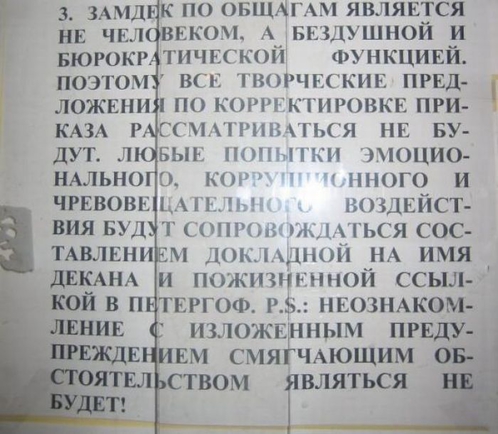 3. ЗАМДЕК ПО ОБЩАГАМ ЯВЛЯЕТСЯ
НЕ ЧЕЛОВЕКОМ, А БЕЗДУШНОЙ И
БЮРОКРАТИЧЕСКОЙ ФУНКЦИЕЙ.
ПОЭТОМУ ВСЕ ТВОРЧЕСКИЕ ПРЕД-
ЛОЖЕНИЯ ПО КОРРЕКТИРОВКЕ ПРИ-
КАЗА РАССМАТРИВАТЬСЯ НЕ БУ-
ДУТ. ЛЮБЫЕ ПОПЫТКИ ЭМОЦИО-
НАЛЬНОГО, КОРРУПЦИОННОГО И
ЧРЕВОВЕЩАТЕЛЬНОГО ВОЗДЕЙСТ-
ВИЯ БУДУТ СОПРОВОЖДАТЬСЯ СОС-
ТАВЛЕНИЕМ ДОКЛАДНОЙ НА ИМЯ
ДЕКАНА И ПОЖИЗНЕННОЙ ССЫЛ-
КОЙ В ПЕТЕРГОФ. P.S.: НЕОЗНАКОМ-
ЛЕНИЕ С ИЗЛОЖЕННЫМ ПРЕДУ-
ПРЕЖДЕНИЕМ СМЯГЧАЮЩИМ ОБ-
СТОЯТЕЛЬСТВОМ ЯВЛЯТЬСЯ НЕ
БУДЕТ!